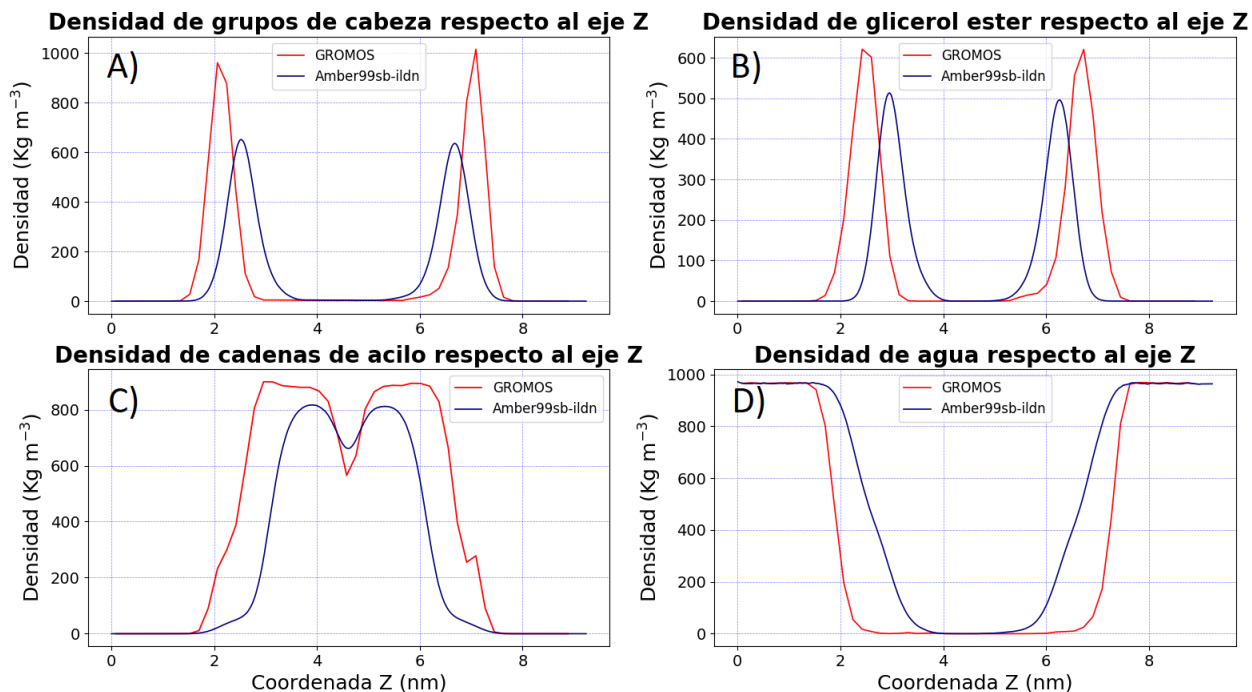 Densidad de grupos de cabeza respecto al eje Z
A)
GROMOS
Amber99sb-ildn
Densidad (Kg m⁻³)
1000
800
600
400
200
0
0 2 4 6 8
Densidad de glicerol ester respecto al eje Z
B)
GROMOS
Amber99sb-ildn
Densidad (Kg m⁻³)
600
500
400
300
200
100
0
0 2 4 6 8
Densidad de cadenas de acilo respecto al eje Z
C)
GROMOS
Amber99sb-ildn
Densidad (Kg m⁻³)
800
600
400
200
0
0 2 4 6 8
Coordenada Z (nm)
Densidad de agua respecto al eje Z
D)
GROMOS
Amber99sb-ildn
Densidad (Kg m⁻³)
1000
800
600
400
200
0
0 2 4 6 8
Coordenada Z (nm)